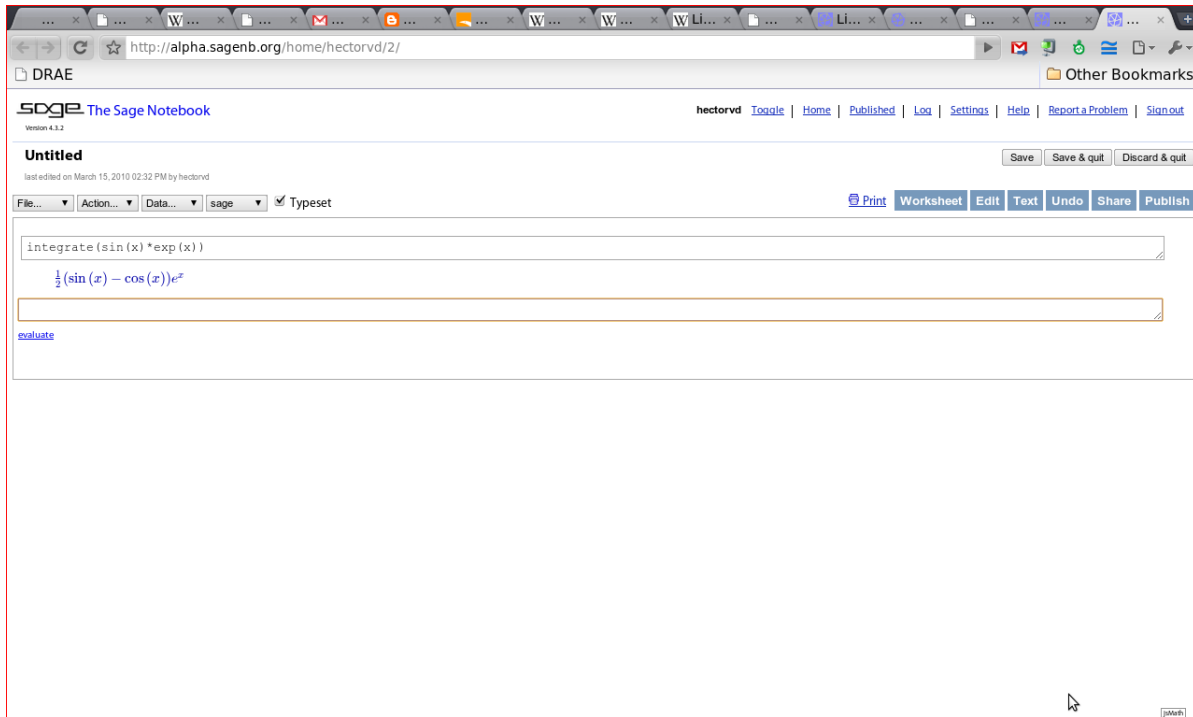 ... ... W ... ... M ... ... ... W ... W ... W Li... ... Li... ... ... ... ...
http://alpha.sagenb.org/home/hectorvd/2/
DRAE Other Bookmarks
sage The Sage Notebook hectorvd Toggle | Home | Published | Log | Settings | Help | Report a Problem | Sign out
Version 4.3.2
Untitled Save Save & quit Discard & quit
last edited on March 15, 2010 02:32 PM by hectorvd
File... Action... Data... sage Typeset Print Worksheet Edit Text Undo Share Publish
integrate(sin(x)*exp(x))
½(sin (x) − cos (x))eˣ
evaluate
jsMath